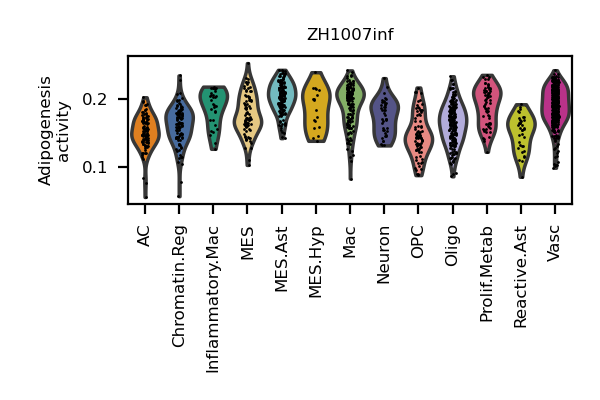 ZH1007inf
Adipogenesis
activity
0.2
0.1
AC
Chromatin.Reg
Inflammatory.Mac
MES
MES.Ast
MES.Hyp
Mac
Neuron
OPC
Oligo
Prolif.Metab
Reactive.Ast
Vasc